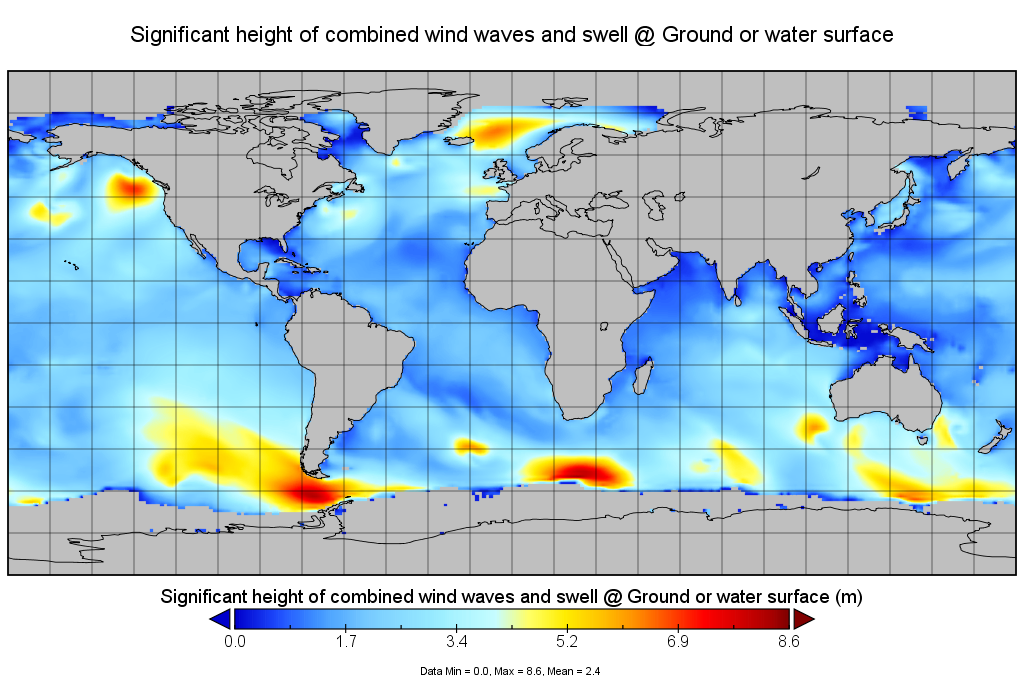 Significant height of combined wind waves and swell @ Ground or water surface
Significant height of combined wind waves and swell @ Ground or water surface (m)
0.0 1.7 3.4 5.2 6.9 8.6
Data Min = 0.0, Max = 8.6, Mean = 2.4